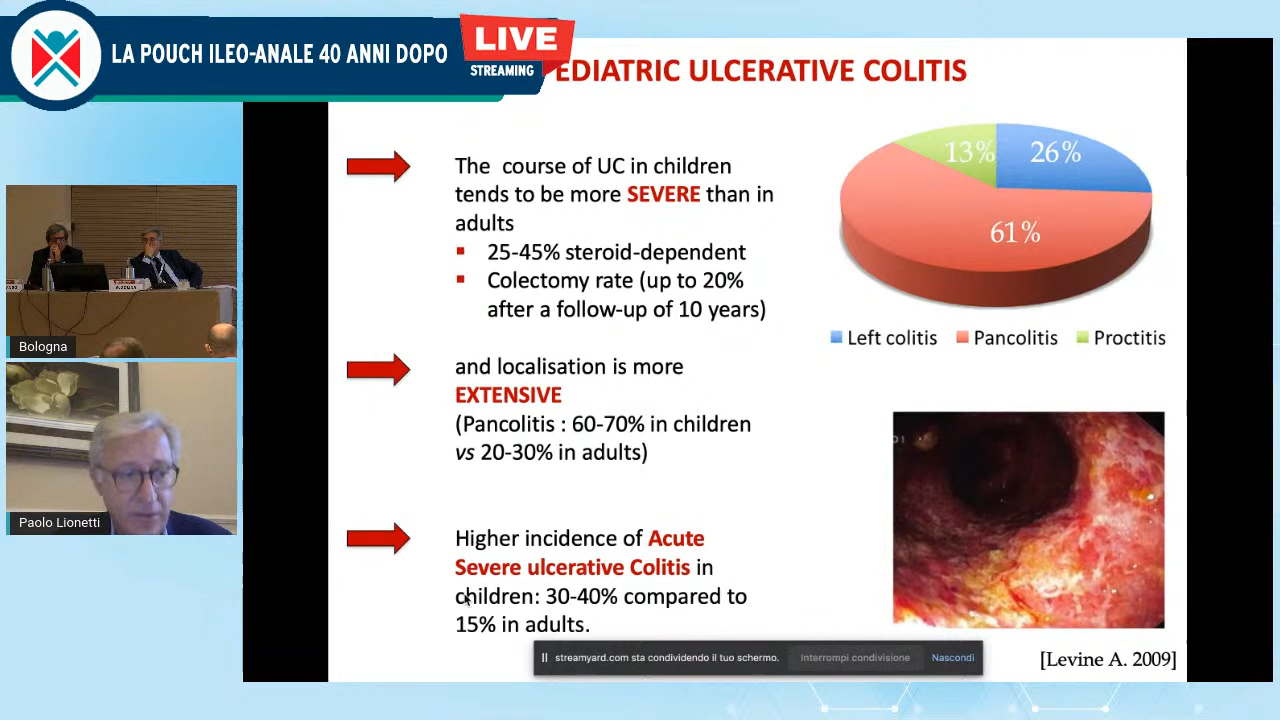 LA POUCH ILEO-ANALE 40 ANNI DOPO
LIVE
STREAMING
EDIATRIC ULCERATIVE COLITIS
The course of UC in children
tends to be more SEVERE than in
adults
25-45% steroid-dependent
Colectomy rate (up to 20%
after a follow-up of 10 years)
and localisation is more
EXTENSIVE
(Pancolitis : 60-70% in children
vs 20-30% in adults)
Higher incidence of Acute
Severe ulcerative Colitis in
children: 30-40% compared to
15% in adults.
13%
26%
61%
Left colitis
Pancolitis
Proctitis
[Levine A. 2009]
Bologna
Paolo Lionetti
streamyard.com sta condividendo il tuo schermo.
Interrompi condivisione
Nascondi